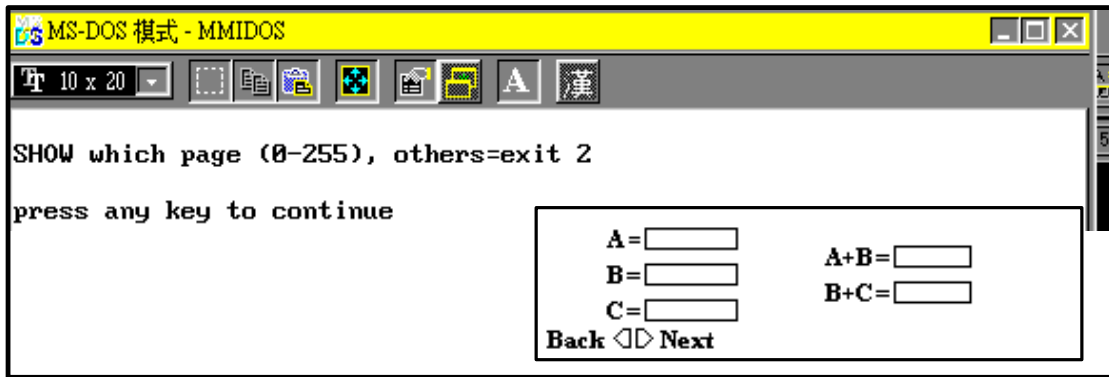 MS-DOS 模式 - MMIDOS
10 x 20
A 漢
SHOW which page (0-255), others=exit 2
press any key to continue
A=
B=
C=
A+B=
B+C=
Back Next